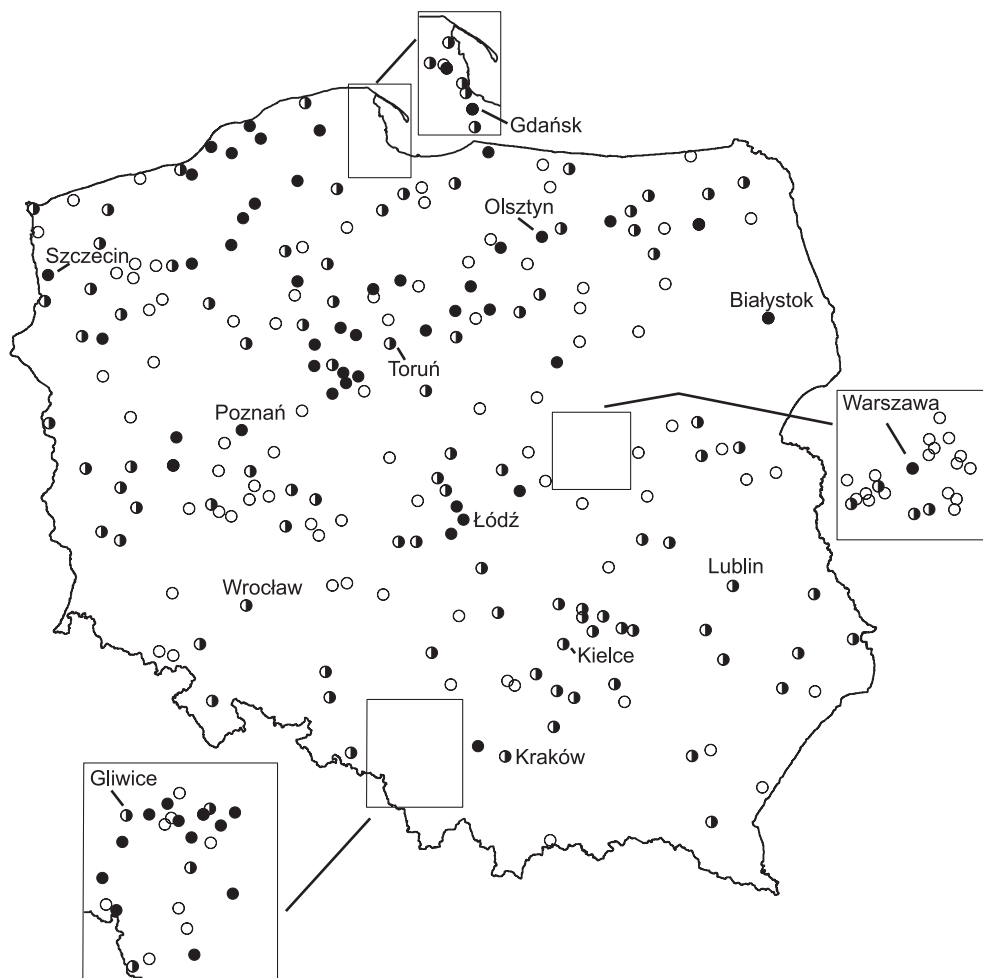 Gdańsk
Olsztyn
Szczecin
Białystok
Toruń
Warszawa
Poznań
Łódź
Lublin
Wrocław
Kielce
Kraków
Gliwice